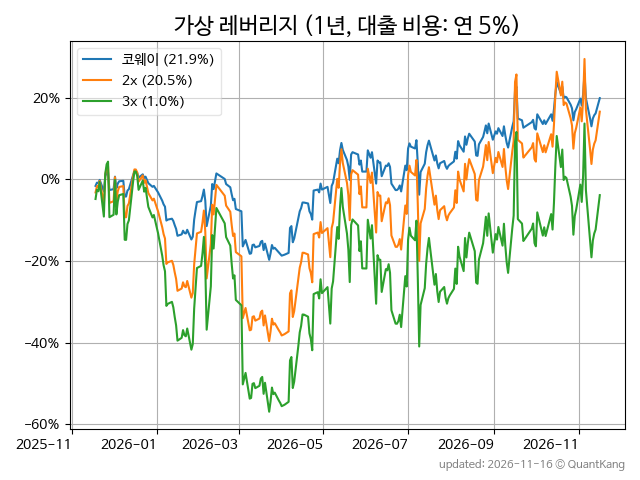 가상 레버리지 (1년, 대출 비용: 연 5%)
코웨이 (21.9%)
2x (20.5%)
3x (1.0%)
20%
0%
−20%
−40%
−60%
2025-11 2026-01 2026-03 2026-05 2026-07 2026-09 2026-11
updated: 2026-11-16 © QuantKang